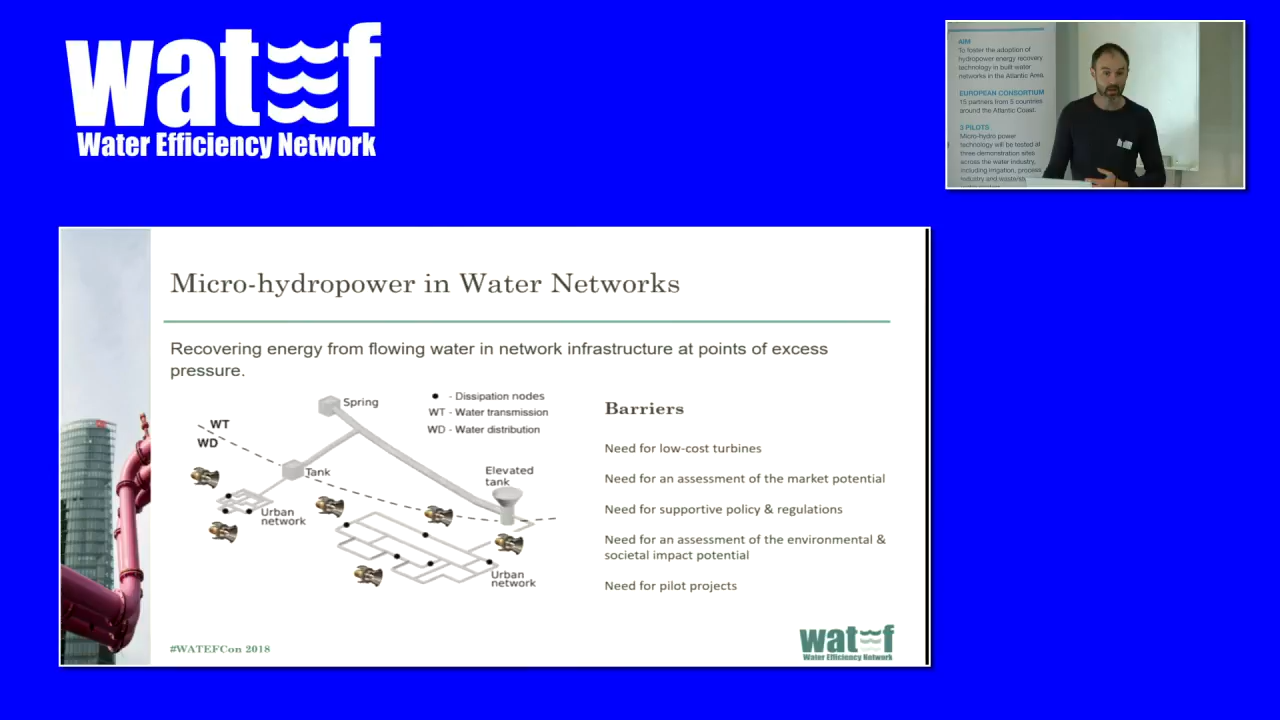 watef
Water Efficiency Network
AIM
To foster the adoption of
hydropower energy recovery
technology in built water
networks in the Atlantic Area.
EUROPEAN CONSORTIUM
15 partners from 5 countries
around the Atlantic Coast.
3 PILOTS
Micro-hydro power
technology will be tested at
three demonstration sites
across the water industry,
including irrigation, process
industry and
Micro-hydropower in Water Networks
Recovering energy from flowing water in network infrastructure at points of excess
pressure.
Spring
- Dissipation nodes
WT - Water transmission
WD - Water distribution
WT
WD
Tank
Elevated
tank
Urban
network
Urban
network
Barriers
Need for low-cost turbines
Need for an assessment of the market potential
Need for supportive policy & regulations
Need for an assessment of the environmental &
societal impact potential
Need for pilot projects
#WATEFCon 2018
watef
Water Efficiency Network